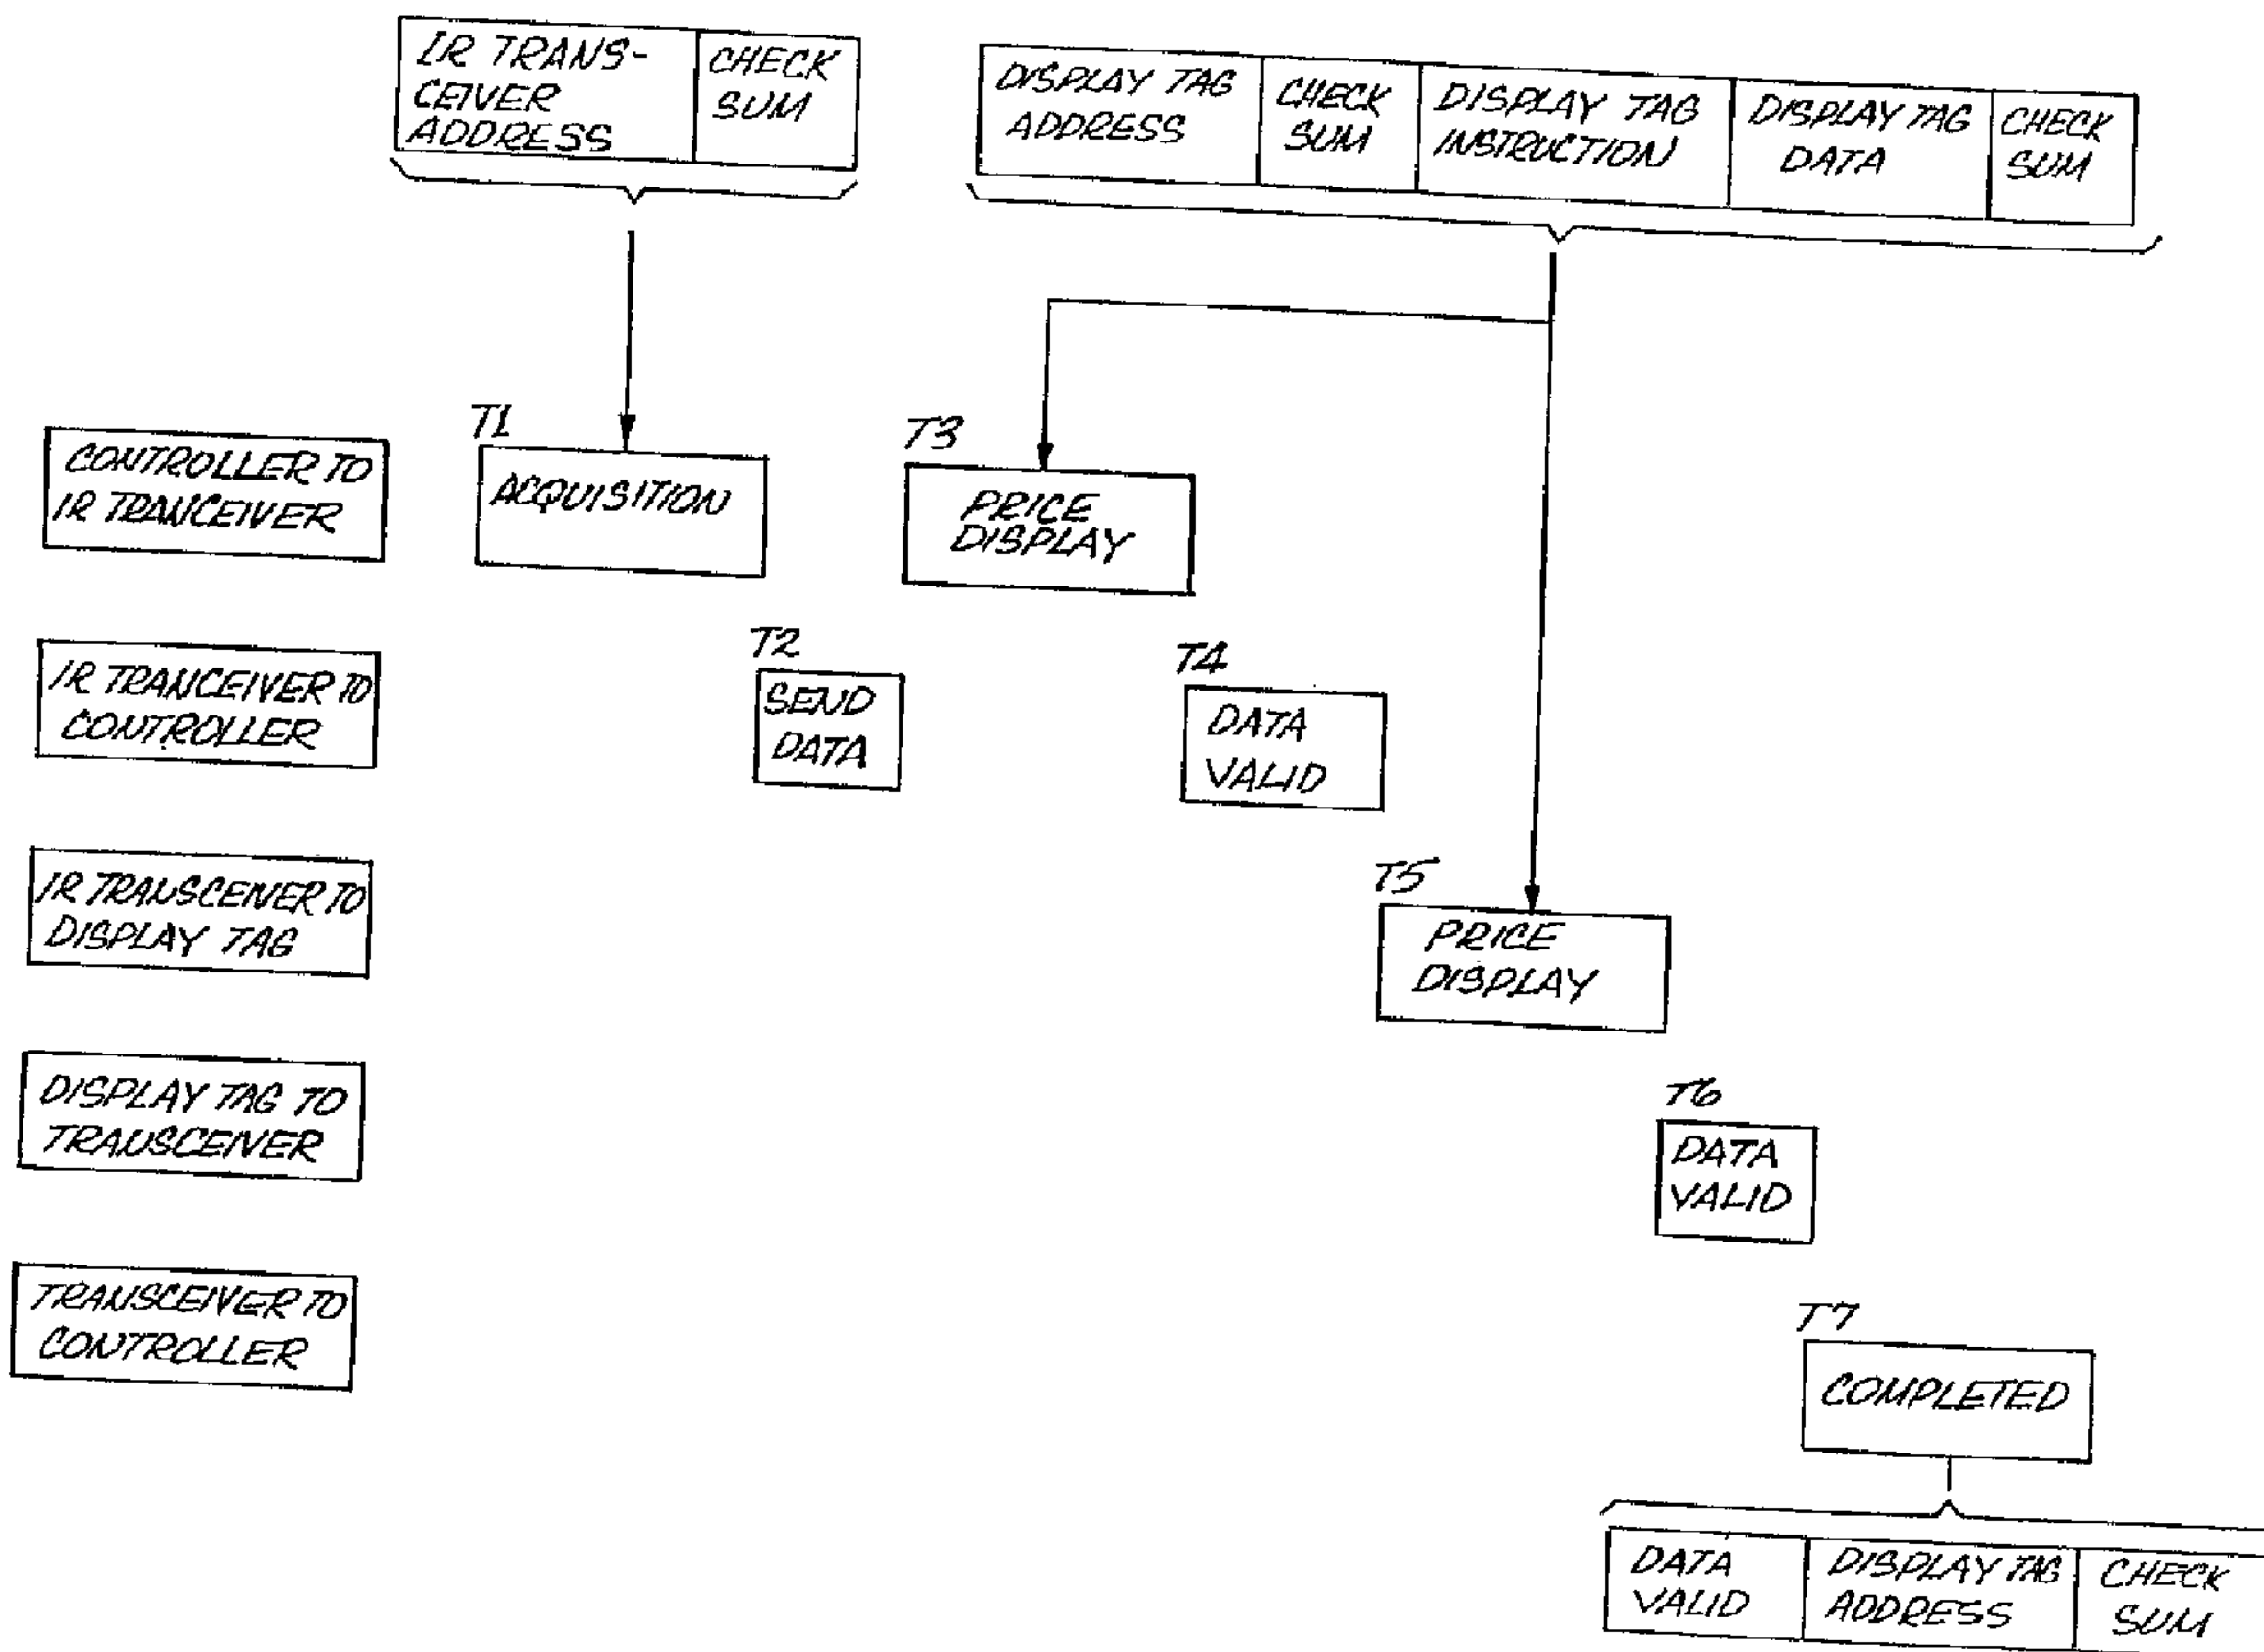 IR TRANS-
CEIVER
ADDRESS
CHECK
SUM
DISPLAY TAG
ADDRESS
CHECK
SUM
DISPLAY TAG
INSTRUCTION
DISPLAY TAG
DATA
CHECK
SUM
CONTROLLER TO
IR TRANCEIVER
T1
ACQUISITION
T3
PRICE
DISPLAY
IR TRANCEIVER TO
CONTROLLER
T2
SEND
DATA
T4
DATA
VALID
IR TRANSCEIVER TO
DISPLAY TAG
T5
PRICE
DISPLAY
DISPLAY TAG TO
TRANSCEIVER
T6
DATA
VALID
TRANSCEIVER TO
CONTROLLER
T7
COMPLETED
DATA
VALID
DISPLAY TAG
ADDRESS
CHECK
SUM